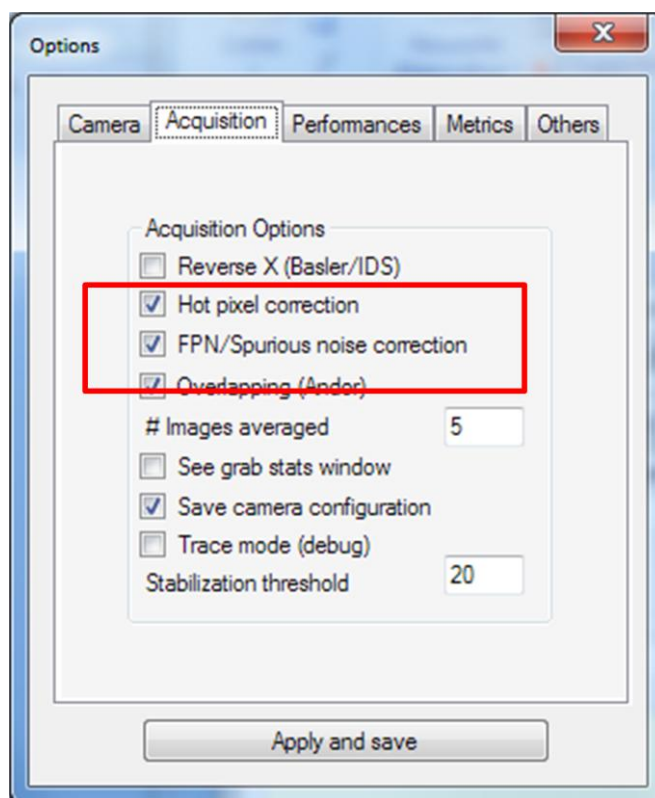 Options
Camera Acquisition Performances Metrics Others
Acquisition Options
Reverse X (Basler/IDS)
Hot pixel correction
FPN/Spurious noise correction
Overlapping (Andor)
# Images averaged 5
See grab stats window
Save camera configuration
Trace mode (debug)
Stabilization threshold 20
Apply and save